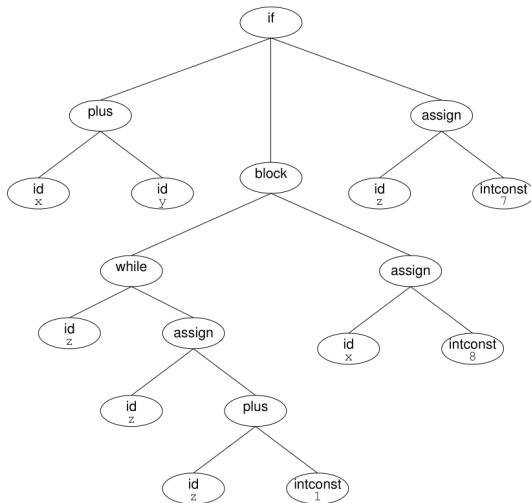 if
plus
assign
id
x
id
y
block
id
z
intconst
7
while
assign
id
z
assign
id
x
intconst
8
id
z
plus
id
z
intconst
1